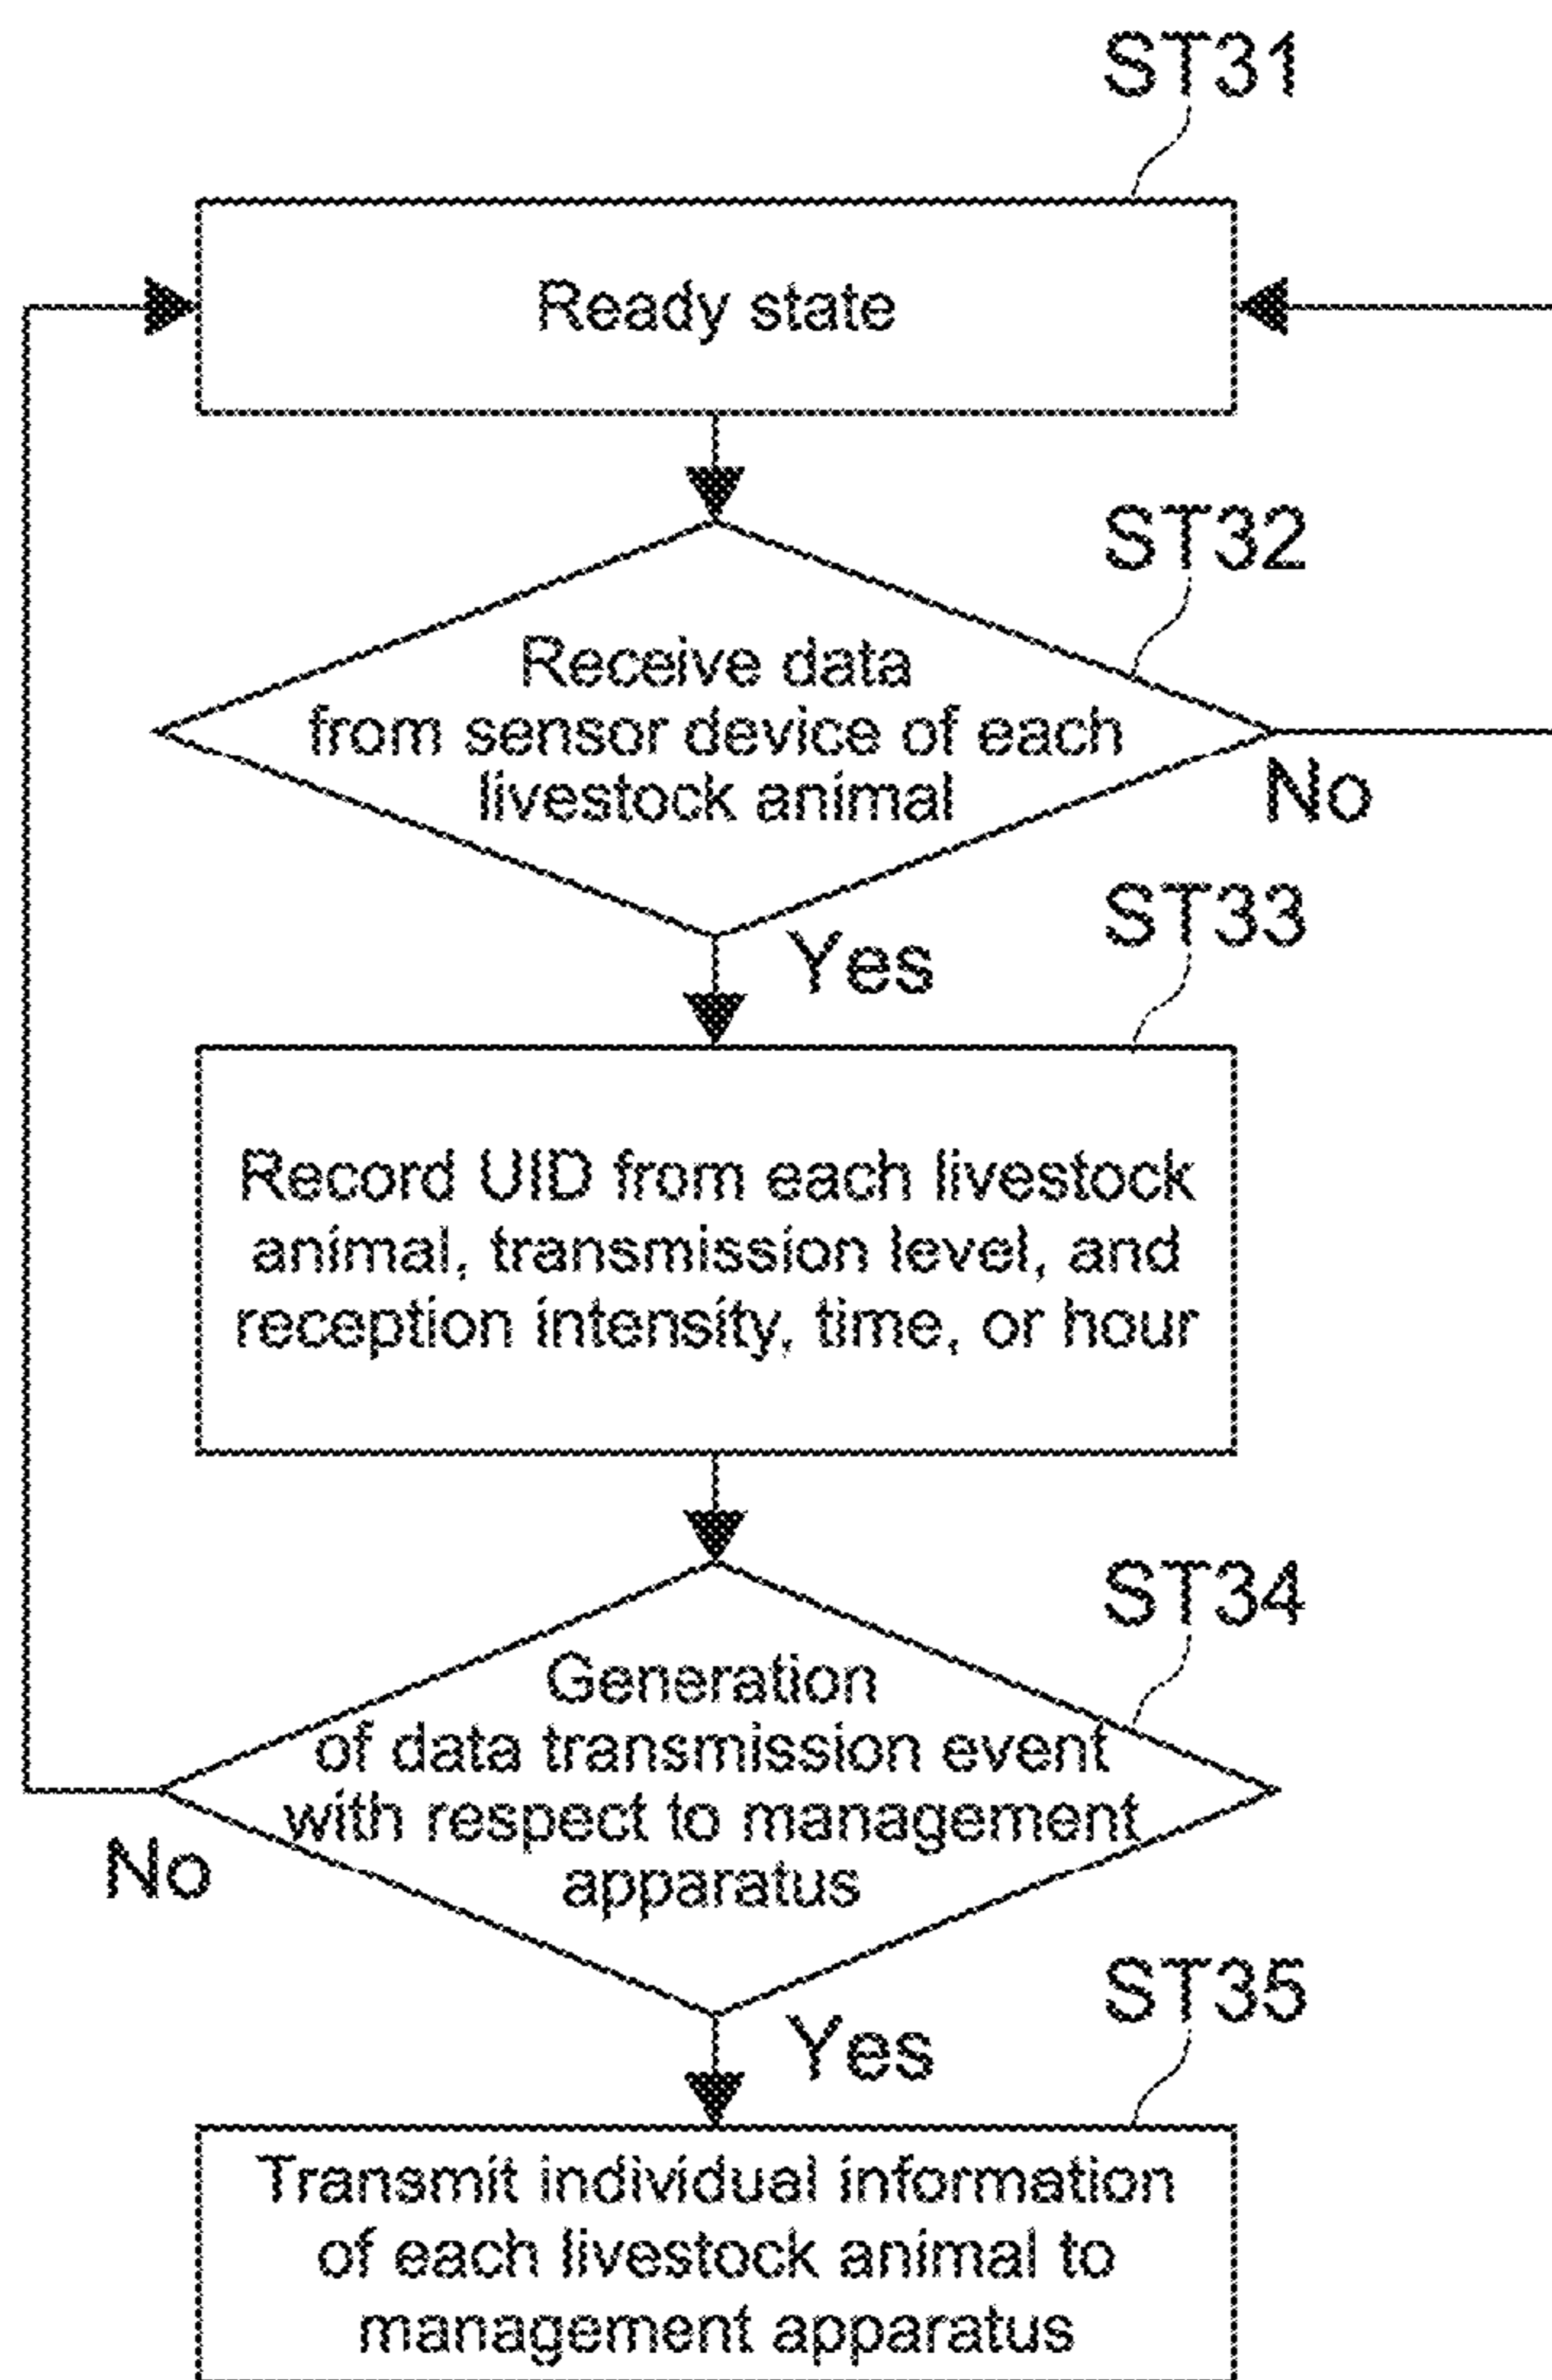 ST31
Ready state
ST32
Receive data
from sensor device of each
livestock animal
No
ST33
Yes
Record UID from each livestock
animal, transmission level, and
reception intensity, time, or hour
ST34
Generation
of data transmission event
with respect to management
apparatus
No
ST35
Yes
Transmit individual information
of each livestock animal to
management apparatus